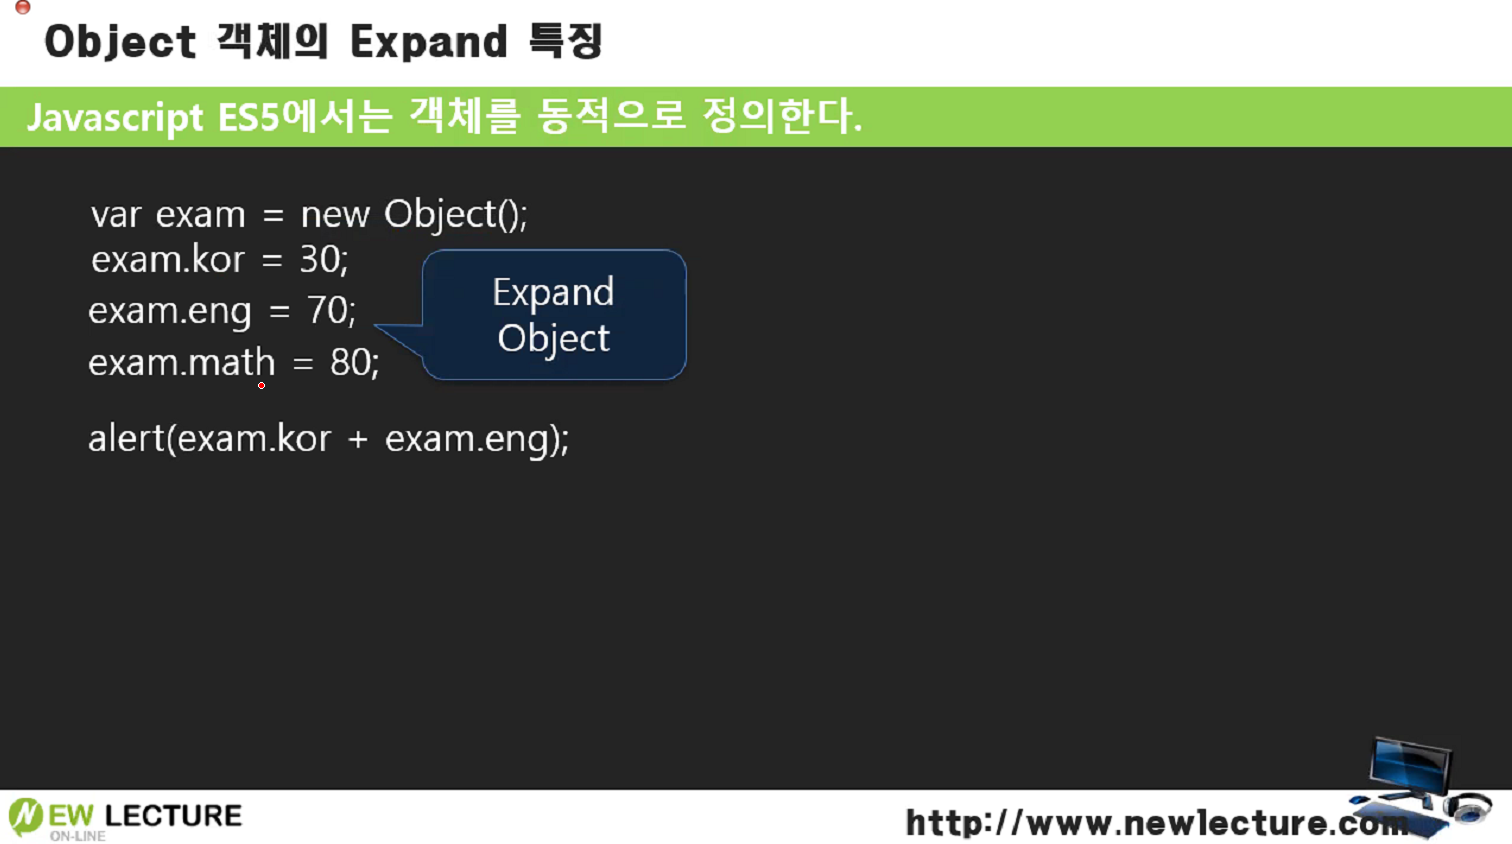 Object 객체의 Expand 특징
Javascript ES5에서는 객체를 동적으로 정의한다.
var exam = new Object();
exam.kor = 30;
exam.eng = 70;
exam.math = 80;
Expand
Object
alert(exam.kor + exam.eng);
NEW LECTURE
ON-LINE
http://www.newlecture.com